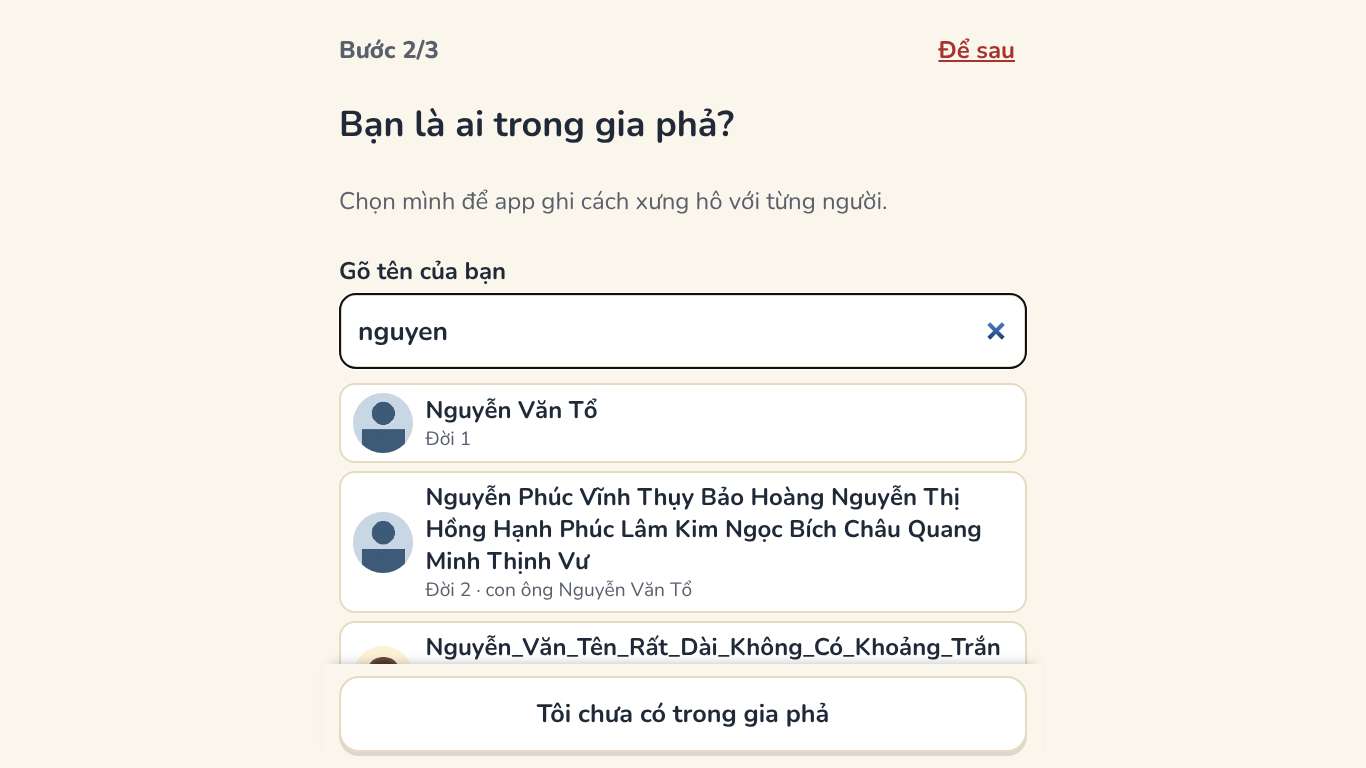 Bước 2/3
Để sau
Bạn là ai trong gia phả?
Chọn mình để app ghi cách xưng hô với từng người.
Gõ tên của bạn
nguyen
Nguyễn Văn Tổ
Đời 1
Nguyễn Phúc Vĩnh Thụy Bảo Hoàng Nguyễn Thị
Hồng Hạnh Phúc Lâm Kim Ngọc Bích Châu Quang
Minh Thịnh Vư
Đời 2 · con ông Nguyễn Văn Tổ
Nguyễn_Văn_Tên_Rất_Dài_Không_Có_Khoảng_Trắn
Tôi chưa có trong gia phả